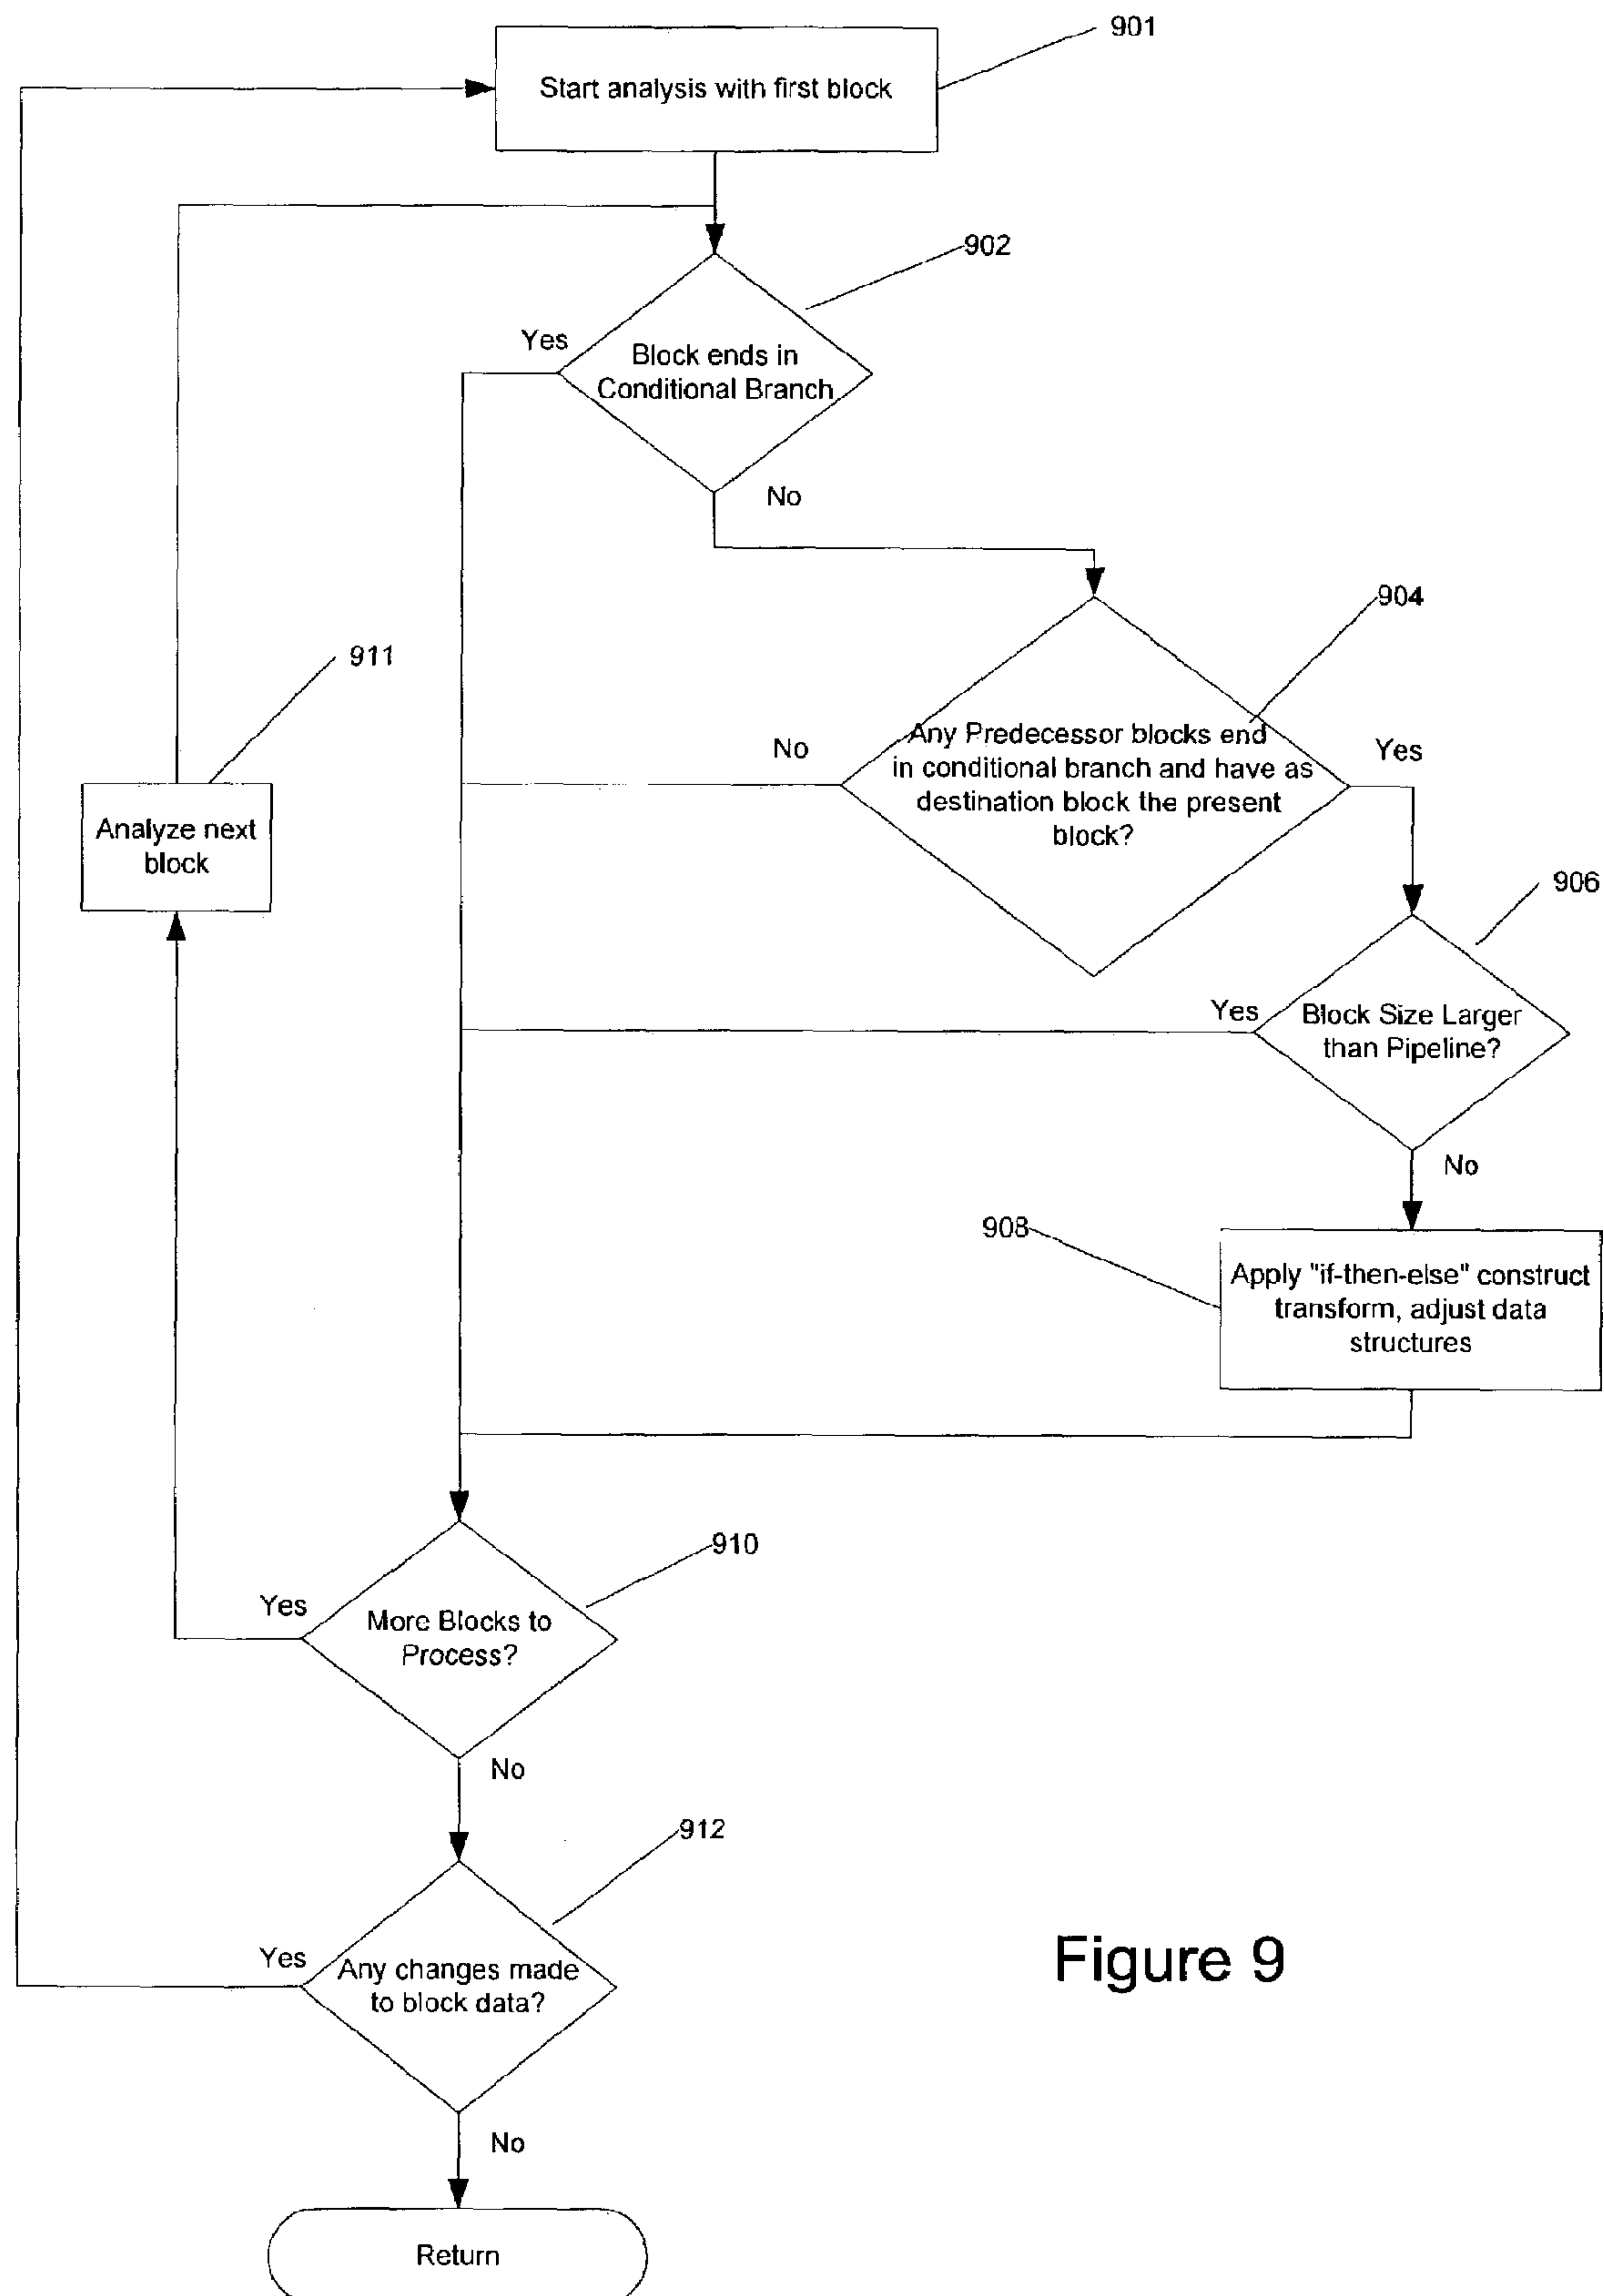 901
Start analysis with first block
902
Yes
Block ends in
Conditional Branch
No
904
911
Any Predecessor blocks end
in conditional branch and have as
destination block the present
block?
No
Yes
Analyze next
block
906
Yes
Block Size Larger
than Pipeline?
No
908
Apply "if-then-else" construct
transform, adjust data
structures
910
Yes
More Blocks to
Process?
No
912
Yes
Any changes made
to block data?
Figure 9
No
Return